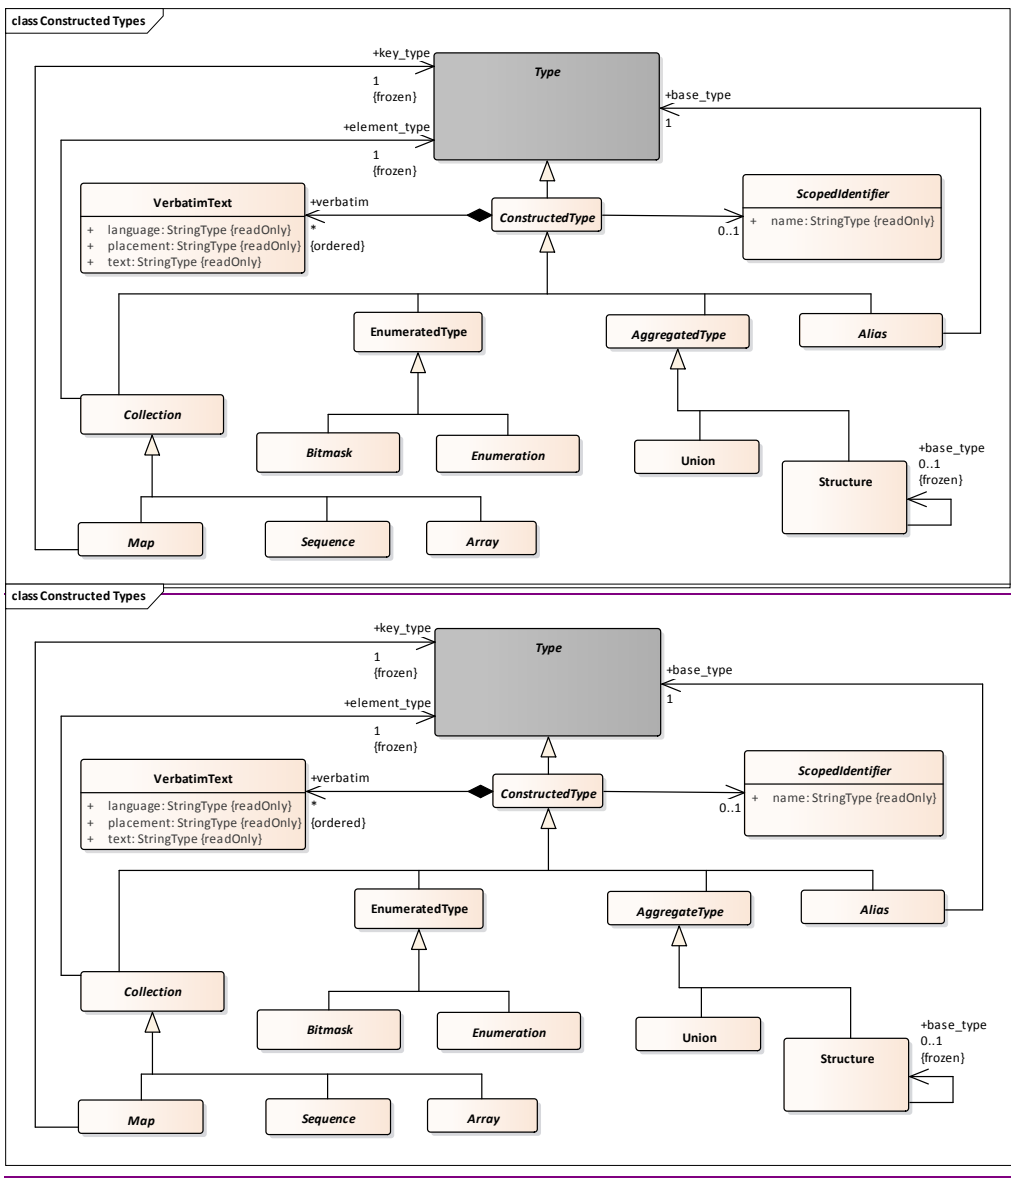 class Constructed Types
+key_type
1
{frozen}
Type
+base_type
1
+element_type
1
{frozen}
VerbatimText
+ language: StringType {readOnly}
+ placement: StringType {readOnly}
+ text: StringType {readOnly}
+verbatim
*
{ordered}
ConstructedType
0..1
ScopedIdentifier
+ name: StringType {readOnly}
EnumeratedType
AggregatedType
Alias
Collection
Bitmask
Enumeration
Union
Structure
+base_type
0..1
{frozen}
Map
Sequence
Array
class Constructed Types
+key_type
1
{frozen}
Type
+base_type
1
+element_type
1
{frozen}
VerbatimText
+ language: StringType {readOnly}
+ placement: StringType {readOnly}
+ text: StringType {readOnly}
+verbatim
*
{ordered}
ConstructedType
0..1
ScopedIdentifier
+ name: StringType {readOnly}
EnumeratedType
AggregateType
Alias
Collection
Bitmask
Enumeration
Union
Structure
+base_type
0..1
{frozen}
Map
Sequence
Array